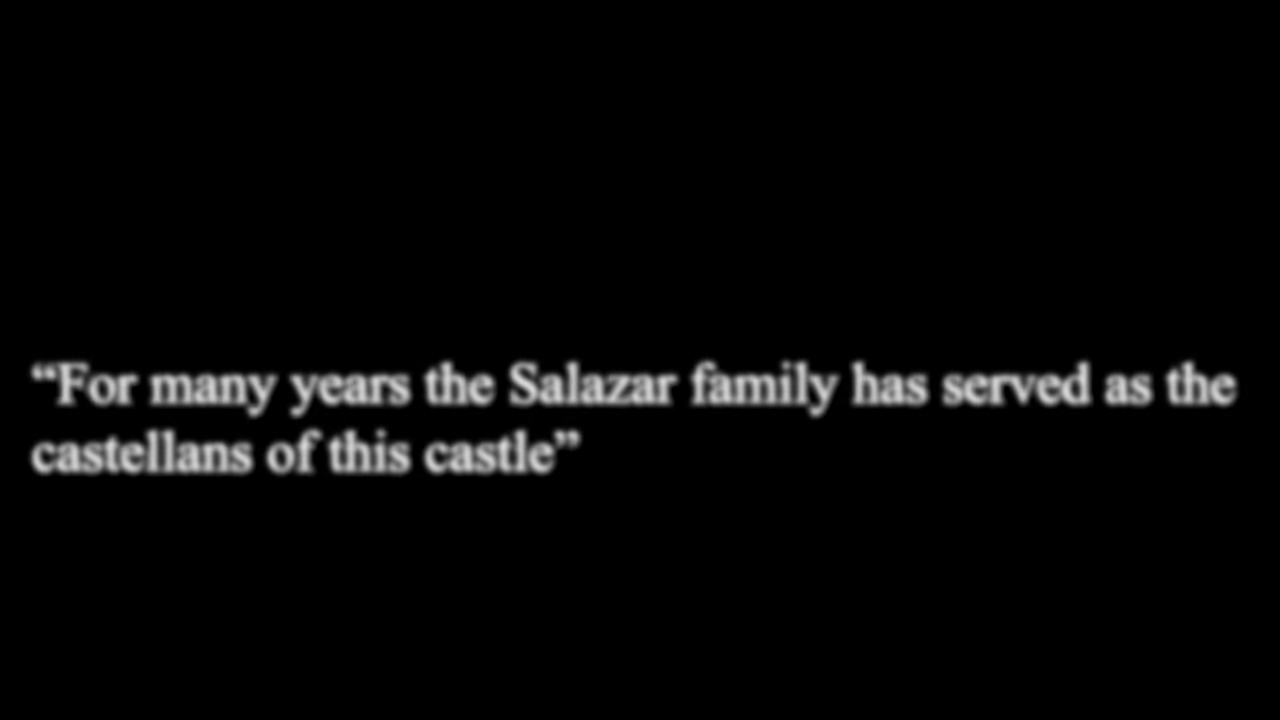 “For many years the Salazar family has served as the
castellans of this castle”